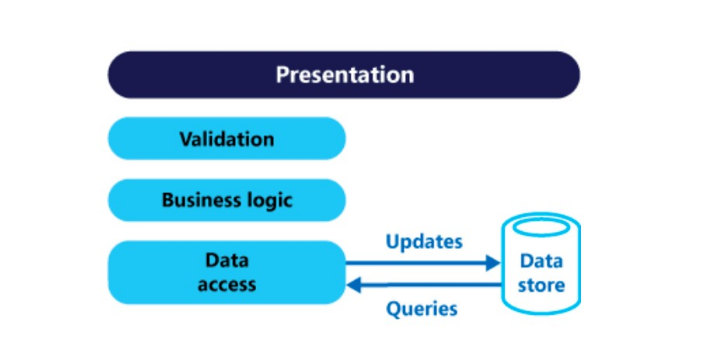 Presentation
Validation
Business logic
Data
access
Updates
Queries
Data
store